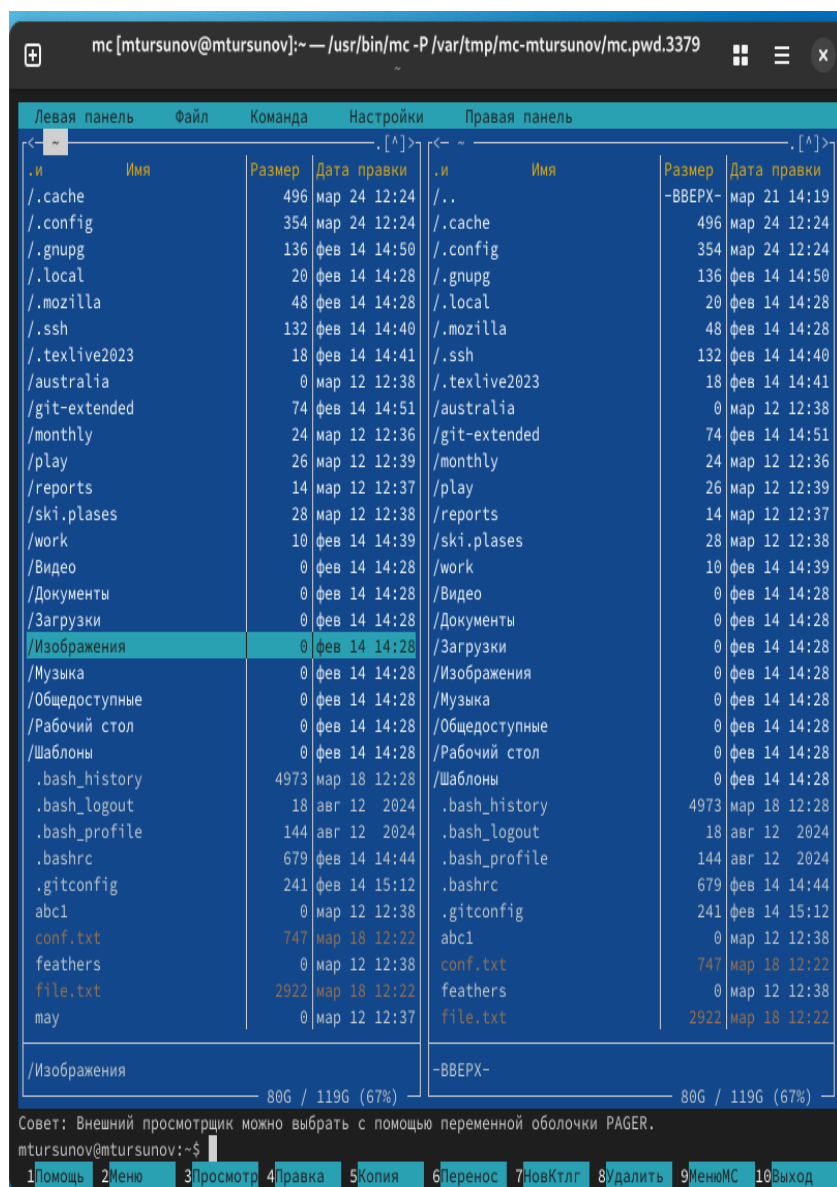 mc [mtursunov@mtursunov]:~ — /usr/bin/mc -P /var/tmp/mc-mtursunov/mc.pwd.3379
~
Левая панель Файл Команда Настройки Правая панель
<— ~ .[^]> <— ~ .[^]>
.и Имя Размер Дата правки .и Имя Размер Дата правки
/.cache 496 мар 24 12:24 /.. -ВВЕРХ- мар 21 14:19
/.config 354 мар 24 12:24 /.cache 496 мар 24 12:24
/.gnupg 136 фев 14 14:50 /.config 354 мар 24 12:24
/.local 20 фев 14 14:28 /.gnupg 136 фев 14 14:50
/.mozilla 48 фев 14 14:28 /.local 20 фев 14 14:28
/.ssh 132 фев 14 14:40 /.mozilla 48 фев 14 14:28
/.texlive2023 18 фев 14 14:41 /.ssh 132 фев 14 14:40
/australia 0 мар 12 12:38 /.texlive2023 18 фев 14 14:41
/git-extended 74 фев 14 14:51 /australia 0 мар 12 12:38
/monthly 24 мар 12 12:36 /git-extended 74 фев 14 14:51
/play 26 мар 12 12:39 /monthly 24 мар 12 12:36
/reports 14 мар 12 12:37 /play 26 мар 12 12:39
/ski.plases 28 мар 12 12:38 /reports 14 мар 12 12:37
/work 10 фев 14 14:39 /ski.plases 28 мар 12 12:38
/Видео 0 фев 14 14:28 /work 10 фев 14 14:39
/Документы 0 фев 14 14:28 /Видео 0 фев 14 14:28
/Загрузки 0 фев 14 14:28 /Документы 0 фев 14 14:28
/Изображения 0 фев 14 14:28 /Загрузки 0 фев 14 14:28
/Музыка 0 фев 14 14:28 /Изображения 0 фев 14 14:28
/Общедоступные 0 фев 14 14:28 /Музыка 0 фев 14 14:28
/Рабочий стол 0 фев 14 14:28 /Общедоступные 0 фев 14 14:28
/Шаблоны 0 фев 14 14:28 /Рабочий стол 0 фев 14 14:28
.bash_history 4973 мар 18 12:28 /Шаблоны 0 фев 14 14:28
.bash_logout 18 авг 12 2024 .bash_history 4973 мар 18 12:28
.bash_profile 144 авг 12 2024 .bash_logout 18 авг 12 2024
.bashrc 679 фев 14 14:44 .bash_profile 144 авг 12 2024
.gitconfig 241 фев 14 15:12 .bashrc 679 фев 14 14:44
abc1 0 мар 12 12:38 .gitconfig 241 фев 14 15:12
conf.txt 747 мар 18 12:22 abc1 0 мар 12 12:38
feathers 0 мар 12 12:38 conf.txt 747 мар 18 12:22
file.txt 2922 мар 18 12:22 feathers 0 мар 12 12:38
may 0 мар 12 12:37 file.txt 2922 мар 18 12:22
/Изображения -ВВЕРХ-
80G / 119G (67%) 80G / 119G (67%)
Совет: Внешний просмотрщик можно выбрать с помощью переменной оболочки PAGER.
mtursunov@mtursunov:~$
1Помощь 2Меню 3Просмотр 4Правка 5Копия 6Перенос 7НовКтлг 8Удалить 9МенюMC 10Выход